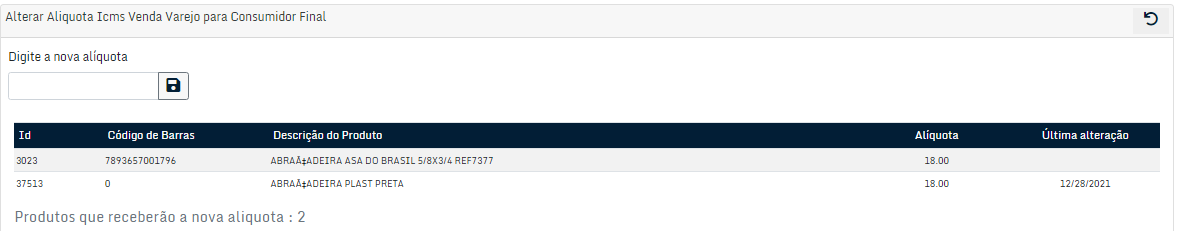 Alterar Aliquota Icms Venda Varejo para Consumidor Final
Digite a nova alíquota
Id Código de Barras Descrição do Produto Alíquota Última alteração
3023 7893657001796 ABRAÃ‡ADEIRA ASA DO BRASIL 5/8X3/4 REF7377 18.00
37513 0 ABRAÃ‡ADEIRA PLAST PRETA 18.00 12/28/2021
Produtos que receberão a nova aliquota : 2